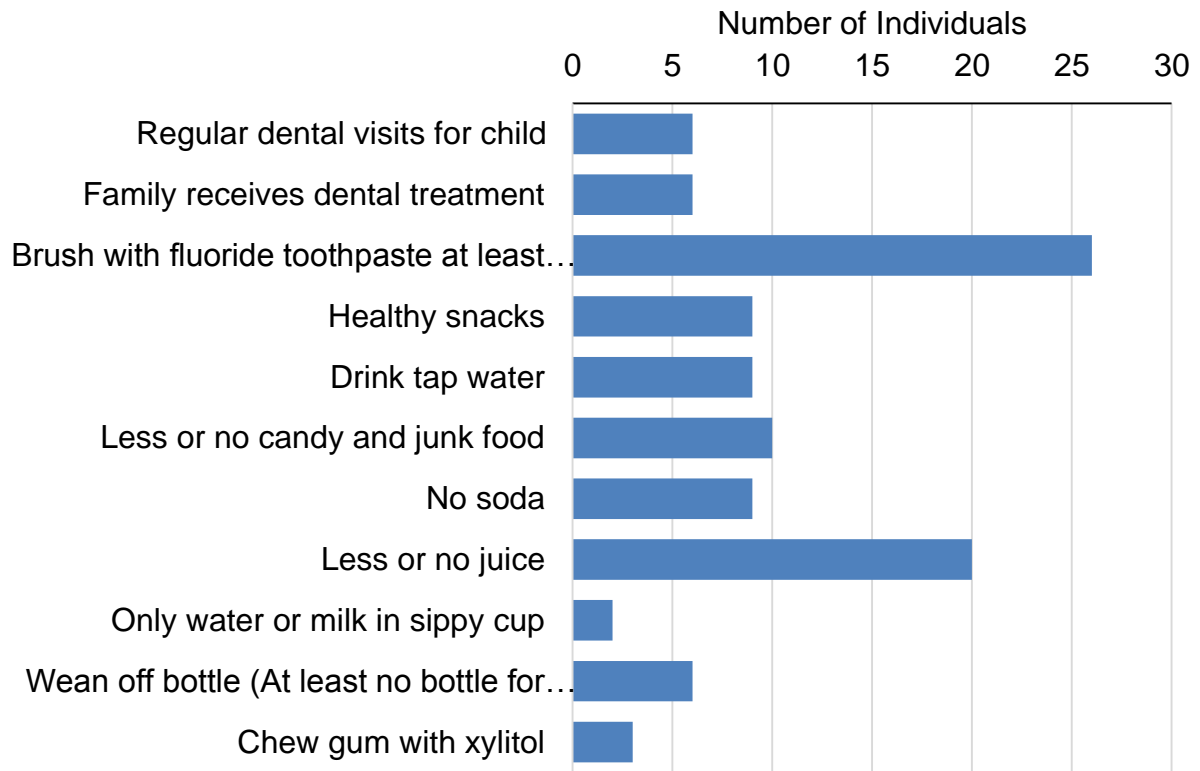 Number of Individuals
0 5 10 15 20 25 30
Regular dental visits for child
Family receives dental treatment
Brush with fluoride toothpaste at least…
Healthy snacks
Drink tap water
Less or no candy and junk food
No soda
Less or no juice
Only water or milk in sippy cup
Wean off bottle (At least no bottle for…
Chew gum with xylitol